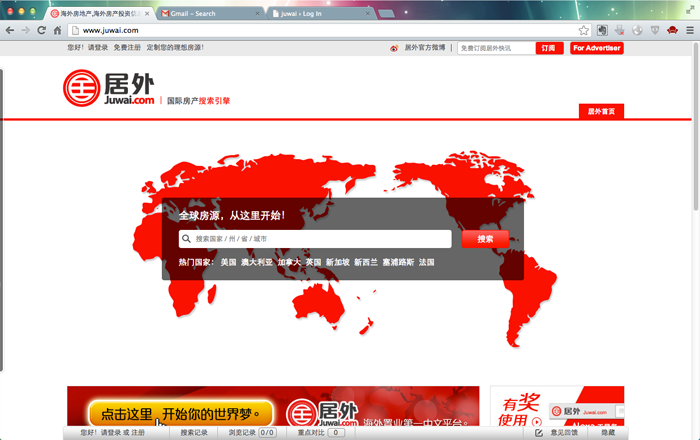 海外房地产,海外房产投资信
Gmail – Search
juwai › Log In
www.juwai.com
您好! 请登录 免费注册 定制您的理想房源!
居外官方微博 | 免费订阅居外快讯 订阅 For Advertiser
居外
Juwai.com
国际房产搜索引擎
居外首页
全球房源，从这里开始!
搜索国家 / 州 / 省 / 城市
搜索
热门国家: 美国 澳大利亚 加拿大 英国 新加坡 新西兰 塞浦路斯 法国
点击这里，开始你的世界梦。
居外
Juwai.com
海外置业第一中文平台。
有奖
使用
居外 Juwai.com
您好! 请登录 或 注册 搜索记录 浏览记录 0 / 0 重点对比 0 意见回馈 隐藏